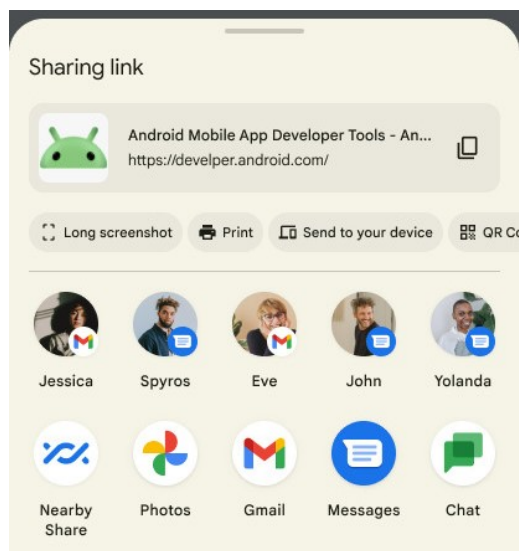 Sharing link
Android Mobile App Developer Tools - An...
https://develper.android.com/
Long screenshot
Print
Send to your device
QR Co
Jessica
Spyros
Eve
John
Yolanda
Nearby
Share
Photos
Gmail
Messages
Chat